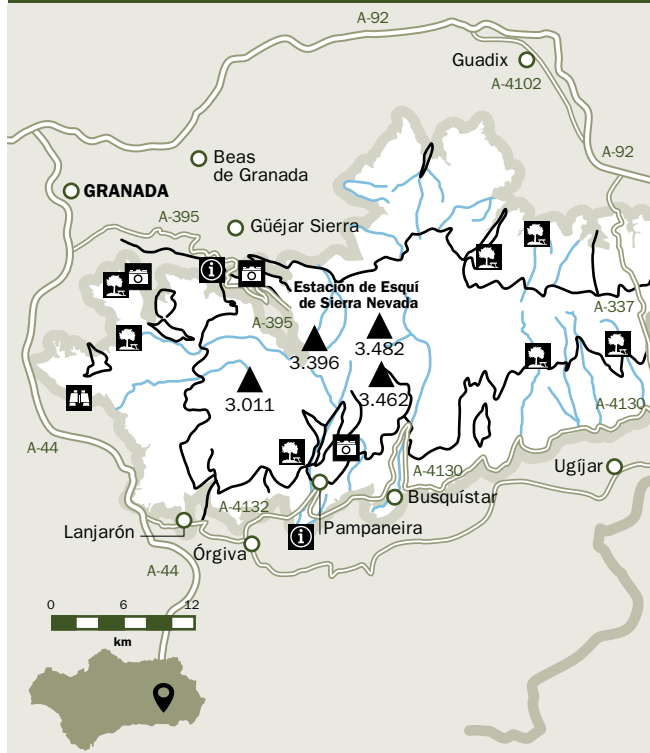 A-92
Guadix
A-4102
A-92
Beas
de Granada
GRANADA
A-395
Güéjar Sierra
i
Estación de Esquí
de Sierra Nevada
A-395
A-337
3.396
3.482
3.011
3.462
A-4130
A-44
A-4130
Ugíjar
A-4132
Busquístar
Lanjarón
Pampaneira
i
Órgiva
A-44
0 6 12
km